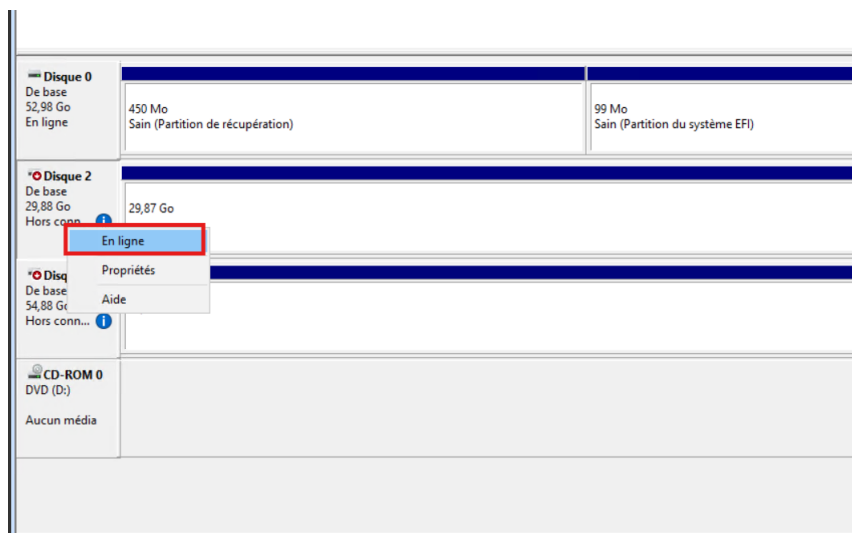 Disque 0
De base
52,98 Go
En ligne
450 Mo
Sain (Partition de récupération)
99 Mo
Sain (Partition du système EFI)
Disque 2
De base
29,88 Go
Hors conn...
29,87 Go
En ligne
Propriétés
Aide
Disq
De base
54,88 G
Hors conn...
CD-ROM 0
DVD (D:)
Aucun média